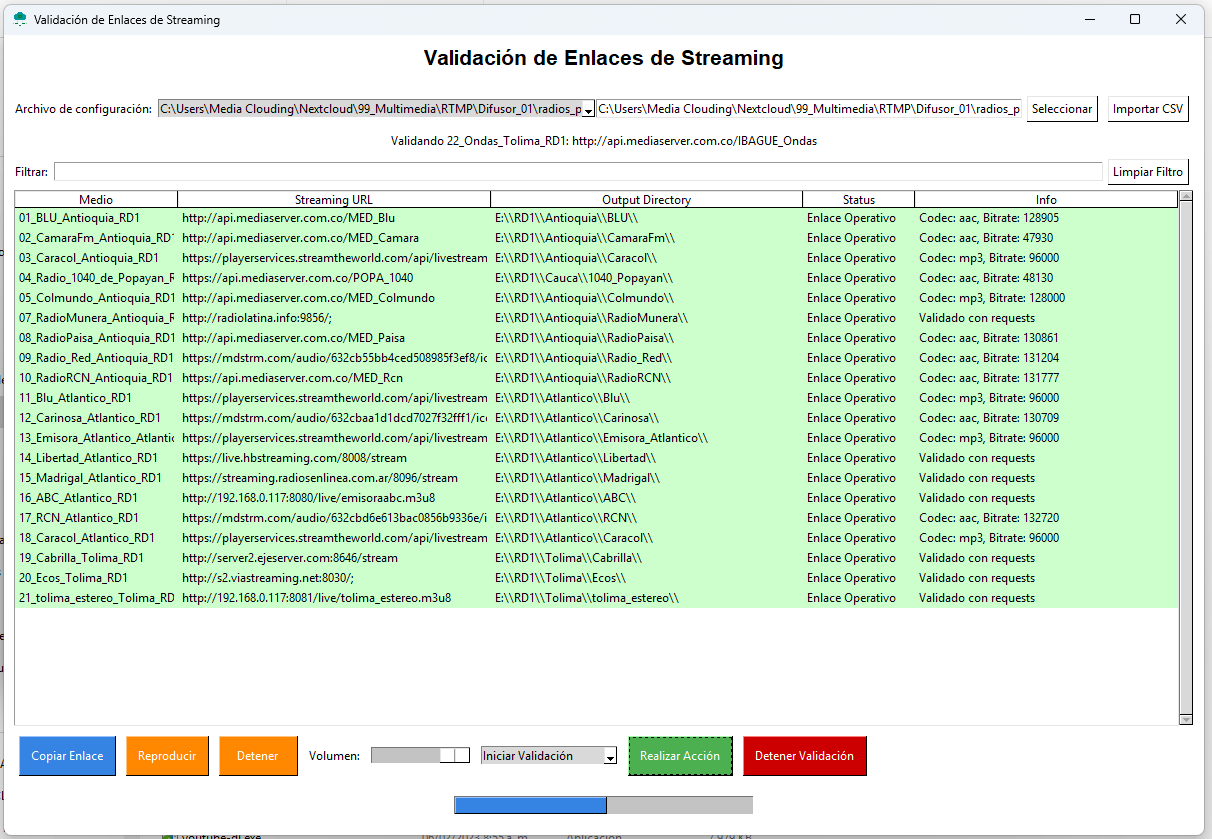 Validación de Enlaces de Streaming
Validación de Enlaces de Streaming
Archivo de configuración: C:\Users\Media Clouding\Nextcloud\99_Multimedia\RTMP\Difusor_01\radios_p C:\Users\Media Clouding\Nextcloud\99_Multimedia\RTMP\Difusor_01\radios_p Seleccionar Importar CSV
Validando 22_Ondas_Tolima_RD1: http://api.mediaserver.com.co/IBAGUE_Ondas
Filtrar: Limpiar Filtro
Medio Streaming URL Output Directory Status Info
01_BLU_Antioquia_RD1 http://api.mediaserver.com.co/MED_Blu E:\\RD1\\Antioquia\\BLU\\ Enlace Operativo Codec: aac, Bitrate: 128905
02_CamaraFm_Antioquia_RD1 http://api.mediaserver.com.co/MED_Camara E:\\RD1\\Antioquia\\CamaraFm\\ Enlace Operativo Codec: aac, Bitrate: 47930
03_Caracol_Antioquia_RD1 https://playerservices.streamtheworld.com/api/livestream E:\\RD1\\Antioquia\\Caracol\\ Enlace Operativo Codec: mp3, Bitrate: 96000
04_Radio_1040_de_Popayan_R https://api.mediaserver.com.co/POPA_1040 E:\\RD1\\Cauca\\1040_Popayan\\ Enlace Operativo Codec: aac, Bitrate: 48130
05_Colmundo_Antioquia_RD1 http://api.mediaserver.com.co/MED_Colmundo E:\\RD1\\Antioquia\\Colmundo\\ Enlace Operativo Codec: mp3, Bitrate: 128000
07_RadioMunera_Antioquia_R http://radiolatina.info:9856/; E:\\RD1\\Antioquia\\RadioMunera\\ Enlace Operativo Validado con requests
08_RadioPaisa_Antioquia_RD1 http://api.mediaserver.com.co/MED_Paisa E:\\RD1\\Antioquia\\RadioPaisa\\ Enlace Operativo Codec: aac, Bitrate: 130861
09_Radio_Red_Antioquia_RD1 https://mdstrm.com/audio/632cb55bb4ced508985f3ef8/ic E:\\RD1\\Antioquia\\Radio_Red\\ Enlace Operativo Codec: aac, Bitrate: 131204
10_RadioRCN_Antioquia_RD1 https://api.mediaserver.com.co/MED_Rcn E:\\RD1\\Antioquia\\RadioRCN\\ Enlace Operativo Codec: aac, Bitrate: 131777
11_Blu_Atlantico_RD1 https://playerservices.streamtheworld.com/api/livestream E:\\RD1\\Atlantico\\Blu\\ Enlace Operativo Codec: mp3, Bitrate: 96000
12_Carinosa_Atlantico_RD1 https://mdstrm.com/audio/632cbaa1d1dcd7027f32fff1/ice E:\\RD1\\Atlantico\\Carinosa\\ Enlace Operativo Codec: aac, Bitrate: 130709
13_Emisora_Atlantico_Atlantic https://playerservices.streamtheworld.com/api/livestream E:\\RD1\\Atlantico\\Emisora_Atlantico\\ Enlace Operativo Codec: mp3, Bitrate: 96000
14_Libertad_Atlantico_RD1 https://live.hbstreaming.com/8008/stream E:\\RD1\\Atlantico\\Libertad\\ Enlace Operativo Validado con requests
15_Madrigal_Atlantico_RD1 https://streaming.radiosenlinea.com.ar/8096/stream E:\\RD1\\Atlantico\\Madrigal\\ Enlace Operativo Validado con requests
16_ABC_Atlantico_RD1 http://192.168.0.117:8080/live/emisoraabc.m3u8 E:\\RD1\\Atlantico\\ABC\\ Enlace Operativo Validado con requests
17_RCN_Atlantico_RD1 https://mdstrm.com/audio/632cbd6e613bac0856b9336e/i E:\\RD1\\Atlantico\\RCN\\ Enlace Operativo Codec: aac, Bitrate: 132720
18_Caracol_Atlantico_RD1 https://playerservices.streamtheworld.com/api/livestream E:\\RD1\\Atlantico\\Caracol\\ Enlace Operativo Codec: mp3, Bitrate: 96000
19_Cabrilla_Tolima_RD1 http://server2.ejeserver.com:8646/stream E:\\RD1\\Tolima\\Cabrilla\\ Enlace Operativo Validado con requests
20_Ecos_Tolima_RD1 http://s2.viastreaming.net:8030/; E:\\RD1\\Tolima\\Ecos\\ Enlace Operativo Validado con requests
21_tolima_estereo_Tolima_RD http://192.168.0.117:8081/live/tolima_estereo.m3u8 E:\\RD1\\Tolima\\tolima_estereo\\ Enlace Operativo Validado con requests
Copiar Enlace Reproducir Detener Volumen: Iniciar Validación Realizar Acción Detener Validación